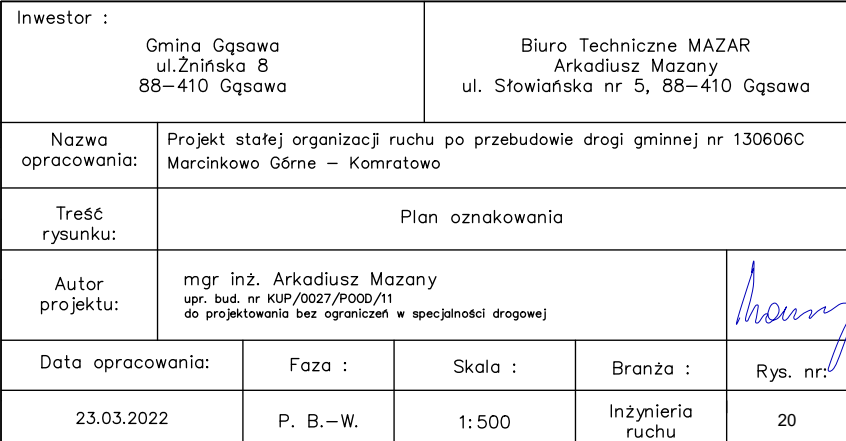 Inwestor :
Gmina Gąsawa
ul.Żnińska 8
88-410 Gąsawa
Biuro Techniczne MAZAR
Arkadiusz Mazany
ul. Słowiańska nr 5, 88-410 Gąsawa
Nazwa
opracowania:
Projekt stałej organizacji ruchu po przebudowie drogi gminnej nr 130606C
Marcinkowo Górne – Komratowo
Treść
rysunku:
Plan oznakowania
Autor
projektu:
mgr inż. Arkadiusz Mazany
upr. bud. nr KUP/0027/POOD/11
do projektowania bez ograniczeń w specjalności drogowej
Data opracowania:
Faza :
Skala :
Branża :
Rys. nr:
23.03.2022
P. B.-W.
1:500
Inżynieria
ruchu
20